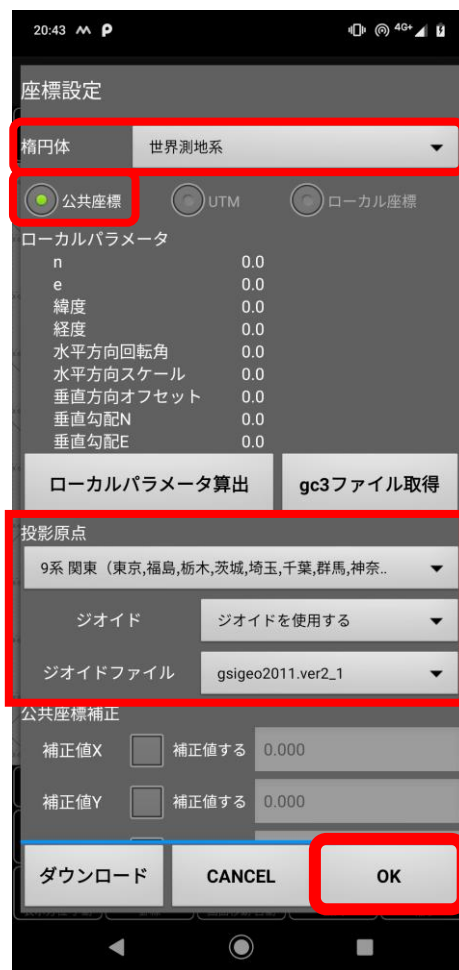 20:43 4G+
座標設定
楕円体 世界測地系
公共座標 UTM ローカル座標
ローカルパラメータ
n 0.0
e 0.0
緯度 0.0
経度 0.0
水平方向回転角 0.0
水平方向スケール 0.0
垂直方向オフセット 0.0
垂直勾配N 0.0
垂直勾配E 0.0
ローカルパラメータ算出 gc3ファイル取得
投影原点
9系 関東（東京,福島,栃木,茨城,埼玉,千葉,群馬,神奈..
ジオイド ジオイドを使用する
ジオイドファイル gsigeo2011.ver2_1
公共座標補正
補正値X 補正値する 0.000
補正値Y 補正値する 0.000
ダウンロード CANCEL OK